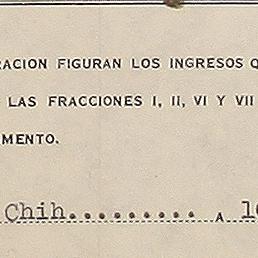 RACION FIGURAN LOS INGRESOS Q
LAS FRACCIONES I, II, VI Y VII
MENTO.
Chih......... A 1